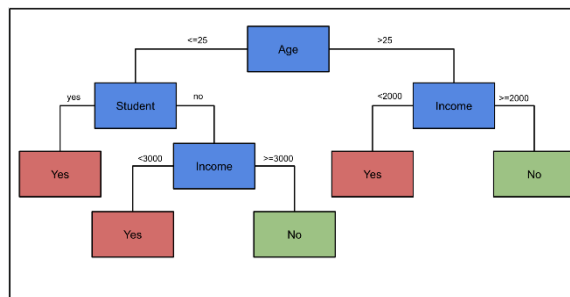 <=25
Age
>25
yes
Student
no
<2000
Income
>=2000
Yes
<3000
Income
>=3000
Yes
No
Yes
No